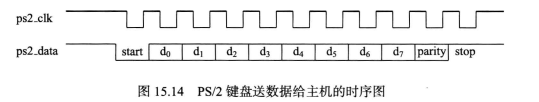 ps2_clk
ps2_data start d₀ d₁ d₂ d₃ d₄ d₅ d₆ d₇ parity stop
图 15.14 PS/2 键盘送数据给主机的时序图